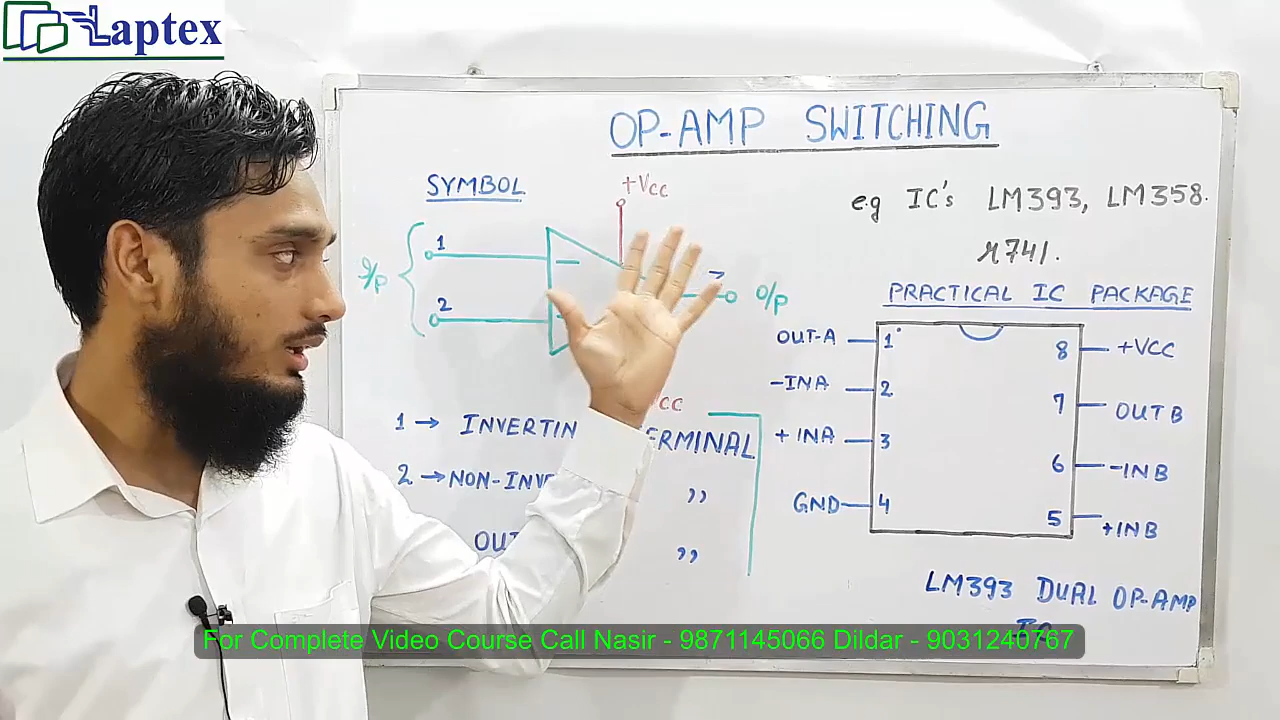 Laptex
OP-AMP SWITCHING
SYMBOL
+VCC
e.g IC's LM393, LM358.
741.
1
2
I/p
O/p
PRACTICAL IC PACKAGE
OUT-A 1 8 +VCC
-INA 2 7 OUT B
+INA 3 6 -INB
GND 4 5 +INB
CC
1 → INVERTIN ERMINAL
2 → NON-INVE ,,
OUT ,,
LM393 DUAL OP-AMP
For Complete Video Course Call Nasir - 9871145066 Dildar - 9031240767